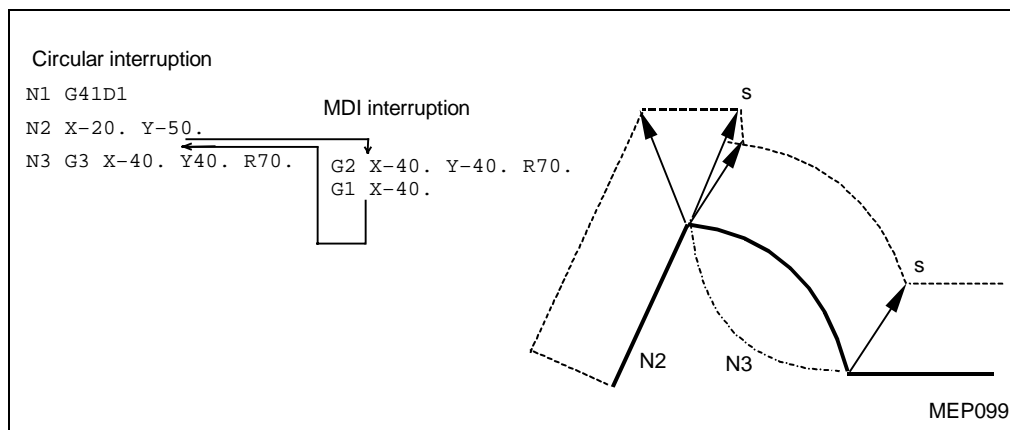 Circular interruption
N1 G41D1
N2 X–20. Y–50.
N3 G3 X–40. Y40. R70.
MDI interruption
G2 X–40. Y–40. R70.
G1 X–40.
s
s
N2
N3
MEP099